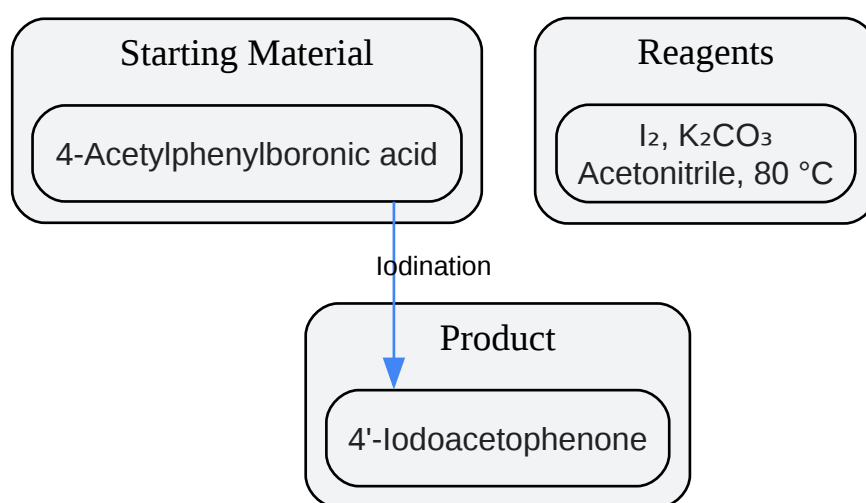 Starting Material
4-Acetylphenylboronic acid
Reagents
I₂, K₂CO₃
Acetonitrile, 80 °C
Iodination
Product
4'-Iodoacetophenone